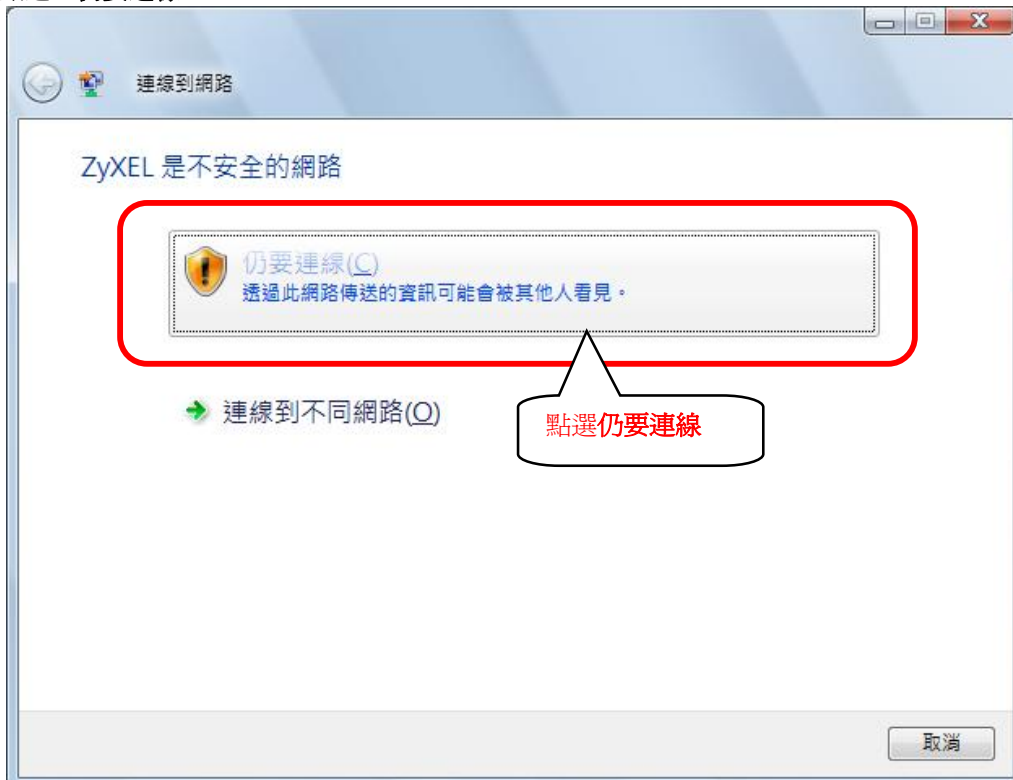 連線到網路
ZyXEL 是不安全的網路
仍要連線(C)
透過此網路傳送的資訊可能會被其他人看見。
連線到不同網路(O)
點選仍要連線
取消